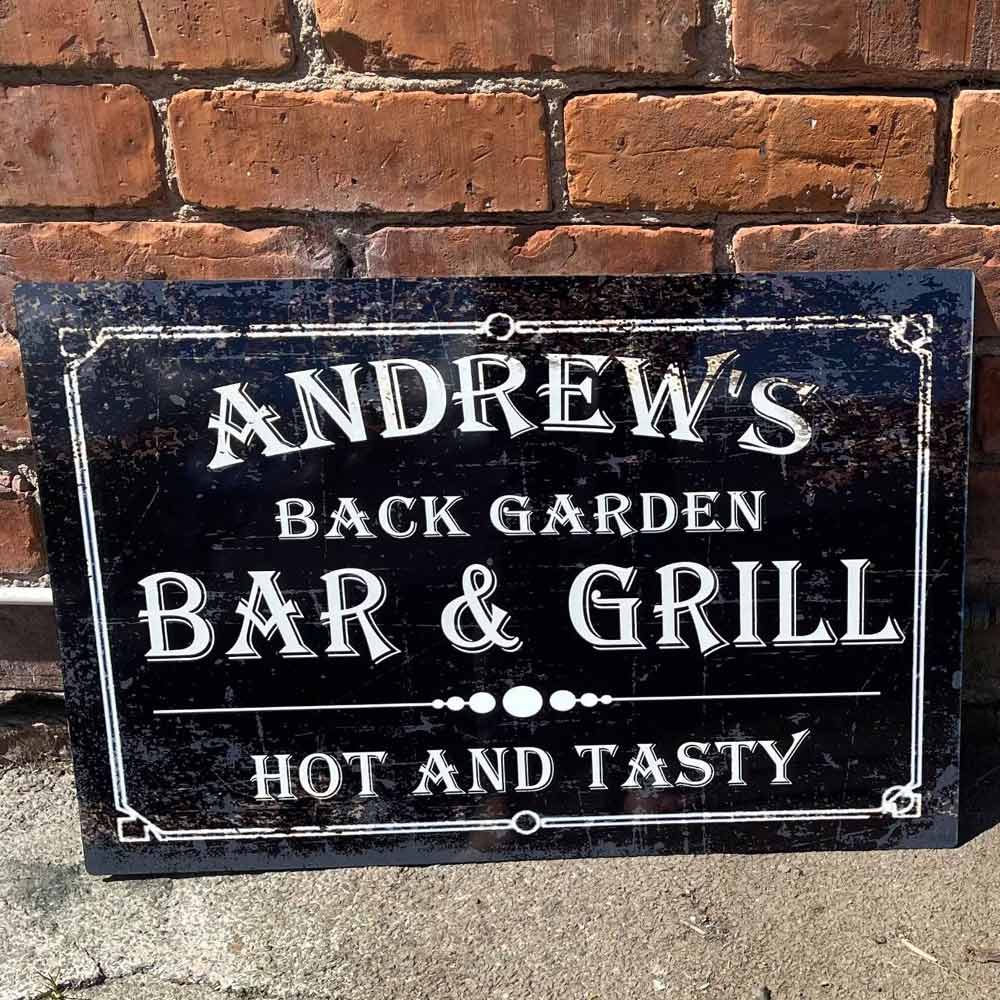 ANDREW'S
BACK GARDEN
BAR & GRILL
HOT AND TASTY